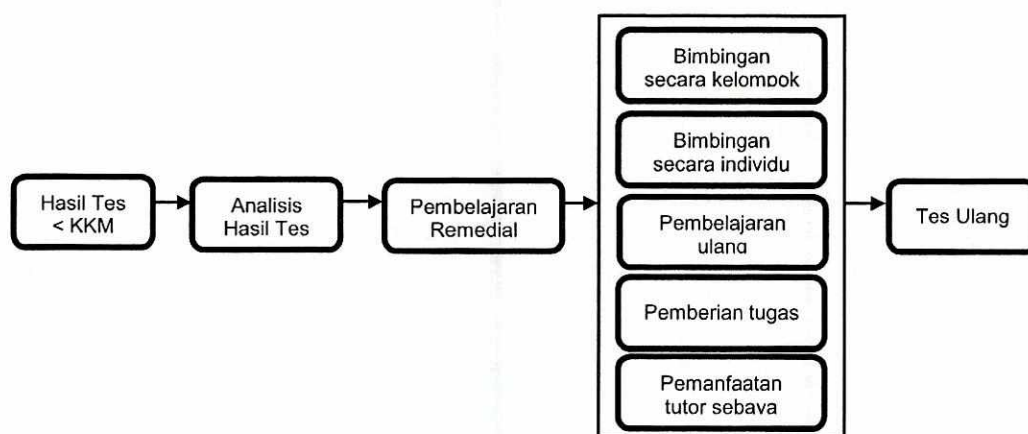 Hasil Tes
< KKM
Analisis
Hasil Tes
Pembelajaran
Remedial
Bimbingan
secara kelompok
Bimbingan
secara individu
Pembelajaran
ulang
Pemberian tugas
Pemanfaatan
tutor sebaya
Tes Ulang